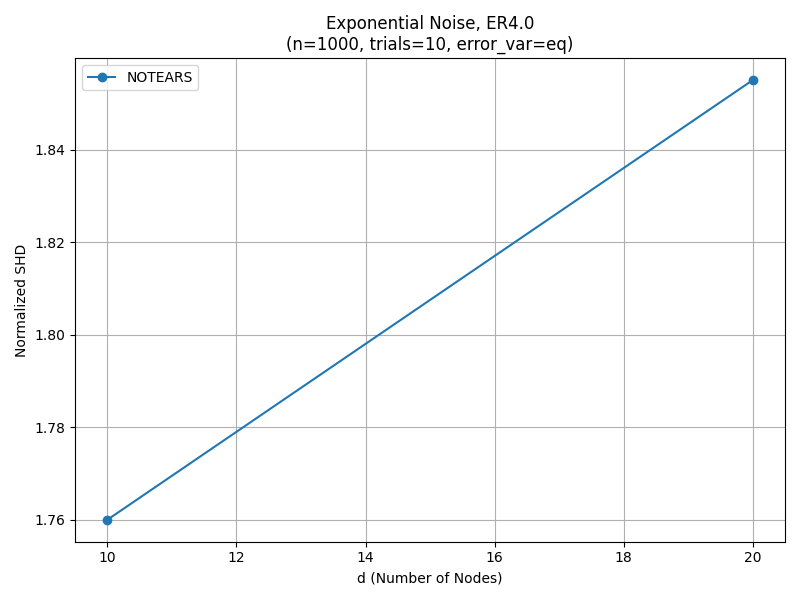 Exponential Noise, ER4.0
(n=1000, trials=10, error_var=eq)
NOTEARS
Normalized SHD
1.84
1.82
1.80
1.78
1.76
10 12 14 16 18 20
d (Number of Nodes)